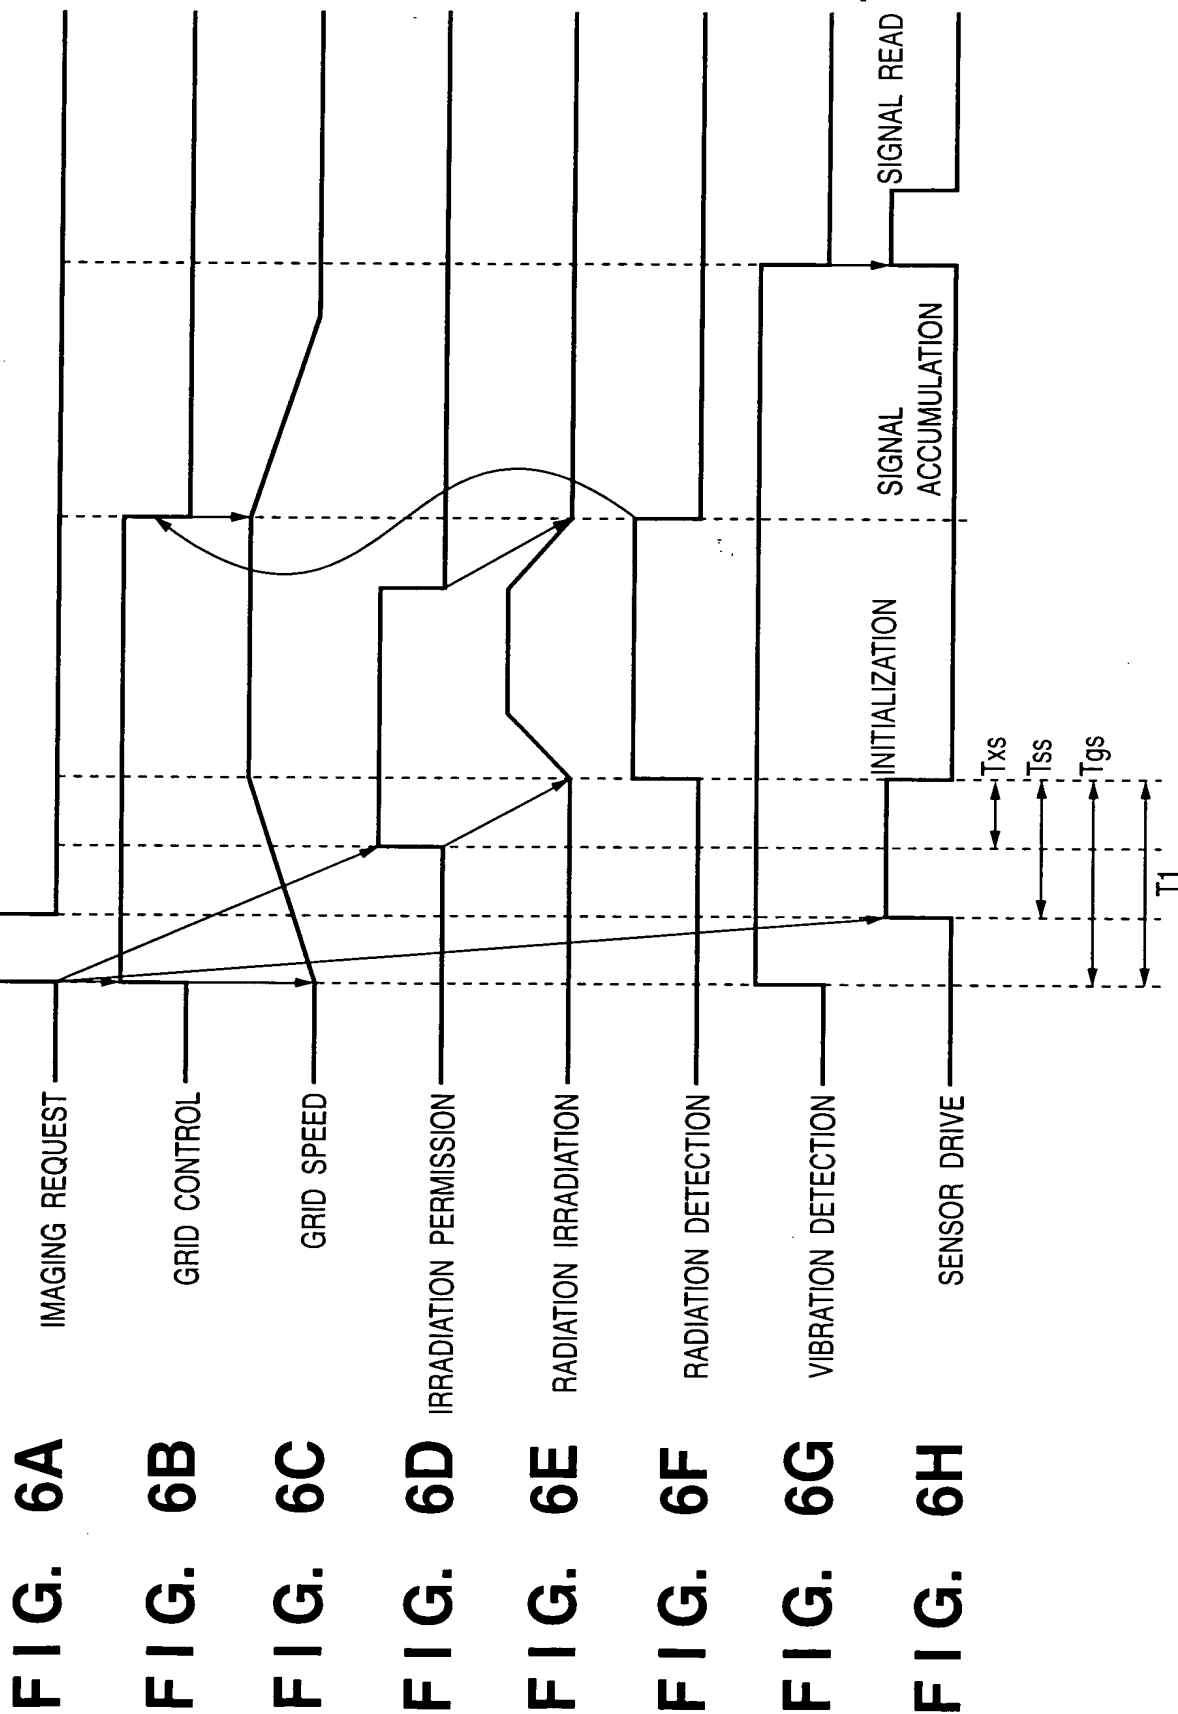 FIG. 6A IMAGING REQUEST
FIG. 6B GRID CONTROL
FIG. 6C GRID SPEED
FIG. 6D IRRADIATION PERMISSION
FIG. 6E RADIATION IRRADIATION
FIG. 6F RADIATION DETECTION
FIG. 6G VIBRATION DETECTION
FIG. 6H SENSOR DRIVE
INITIALIZATION
SIGNAL
ACCUMULATION
SIGNAL READ
Txs
Tss
Tgs
T1